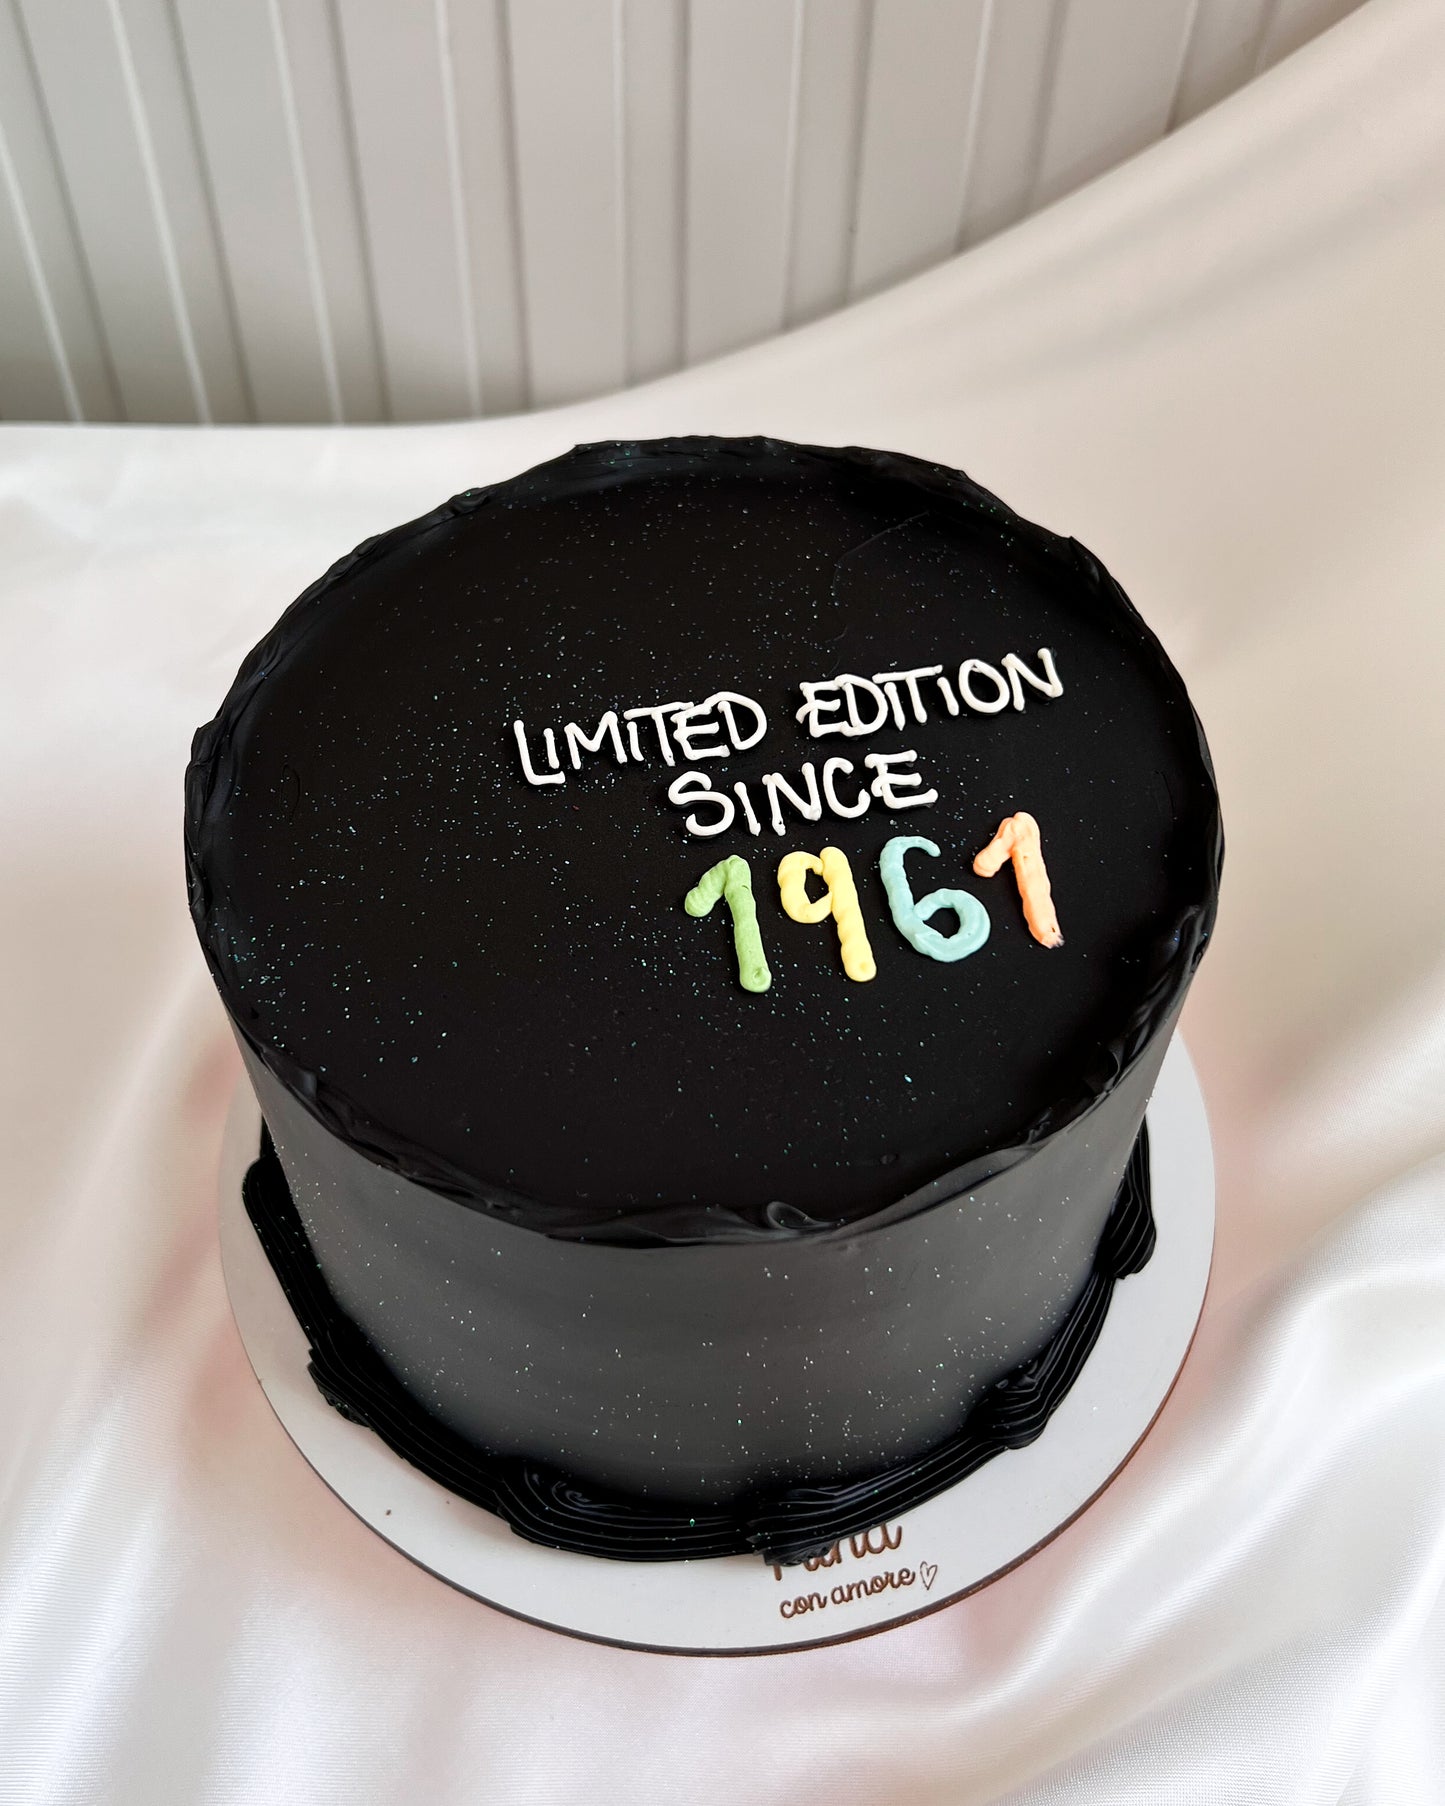 LIMITED EDITION
SINCE
1961
con amore